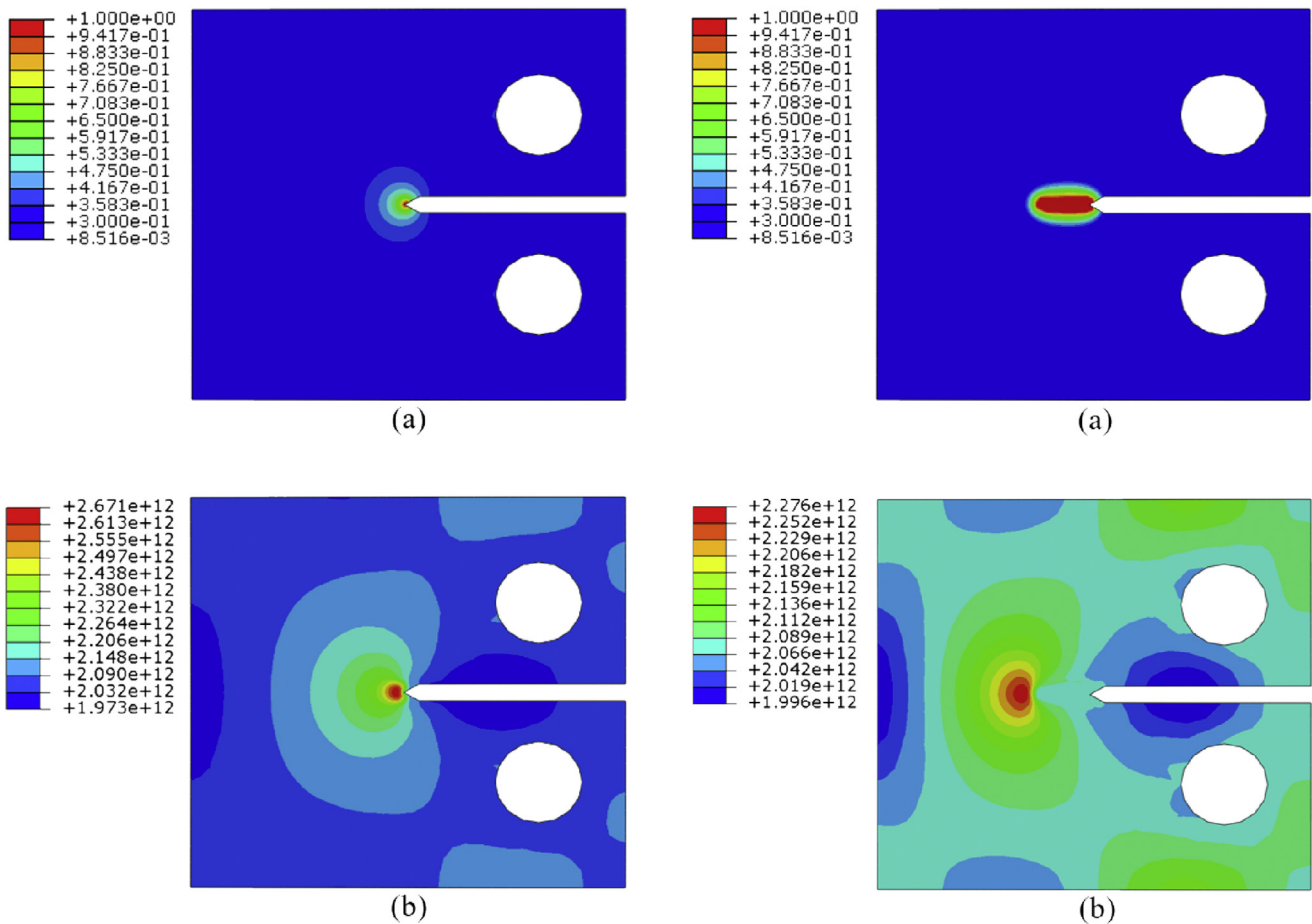 +1.000e+00
+9.417e-01
+8.833e-01
+8.250e-01
+7.667e-01
+7.083e-01
+6.500e-01
+5.917e-01
+5.333e-01
+4.750e-01
+4.167e-01
+3.583e-01
+3.000e-01
+8.516e-03
(a)
+1.000e+00
+9.417e-01
+8.833e-01
+8.250e-01
+7.667e-01
+7.083e-01
+6.500e-01
+5.917e-01
+5.333e-01
+4.750e-01
+4.167e-01
+3.583e-01
+3.000e-01
+8.516e-03
(a)
+2.671e+12
+2.613e+12
+2.555e+12
+2.497e+12
+2.438e+12
+2.380e+12
+2.322e+12
+2.264e+12
+2.206e+12
+2.148e+12
+2.090e+12
+2.032e+12
+1.973e+12
(b)
+2.276e+12
+2.252e+12
+2.229e+12
+2.206e+12
+2.182e+12
+2.159e+12
+2.136e+12
+2.112e+12
+2.089e+12
+2.066e+12
+2.042e+12
+2.019e+12
+1.996e+12
(b)